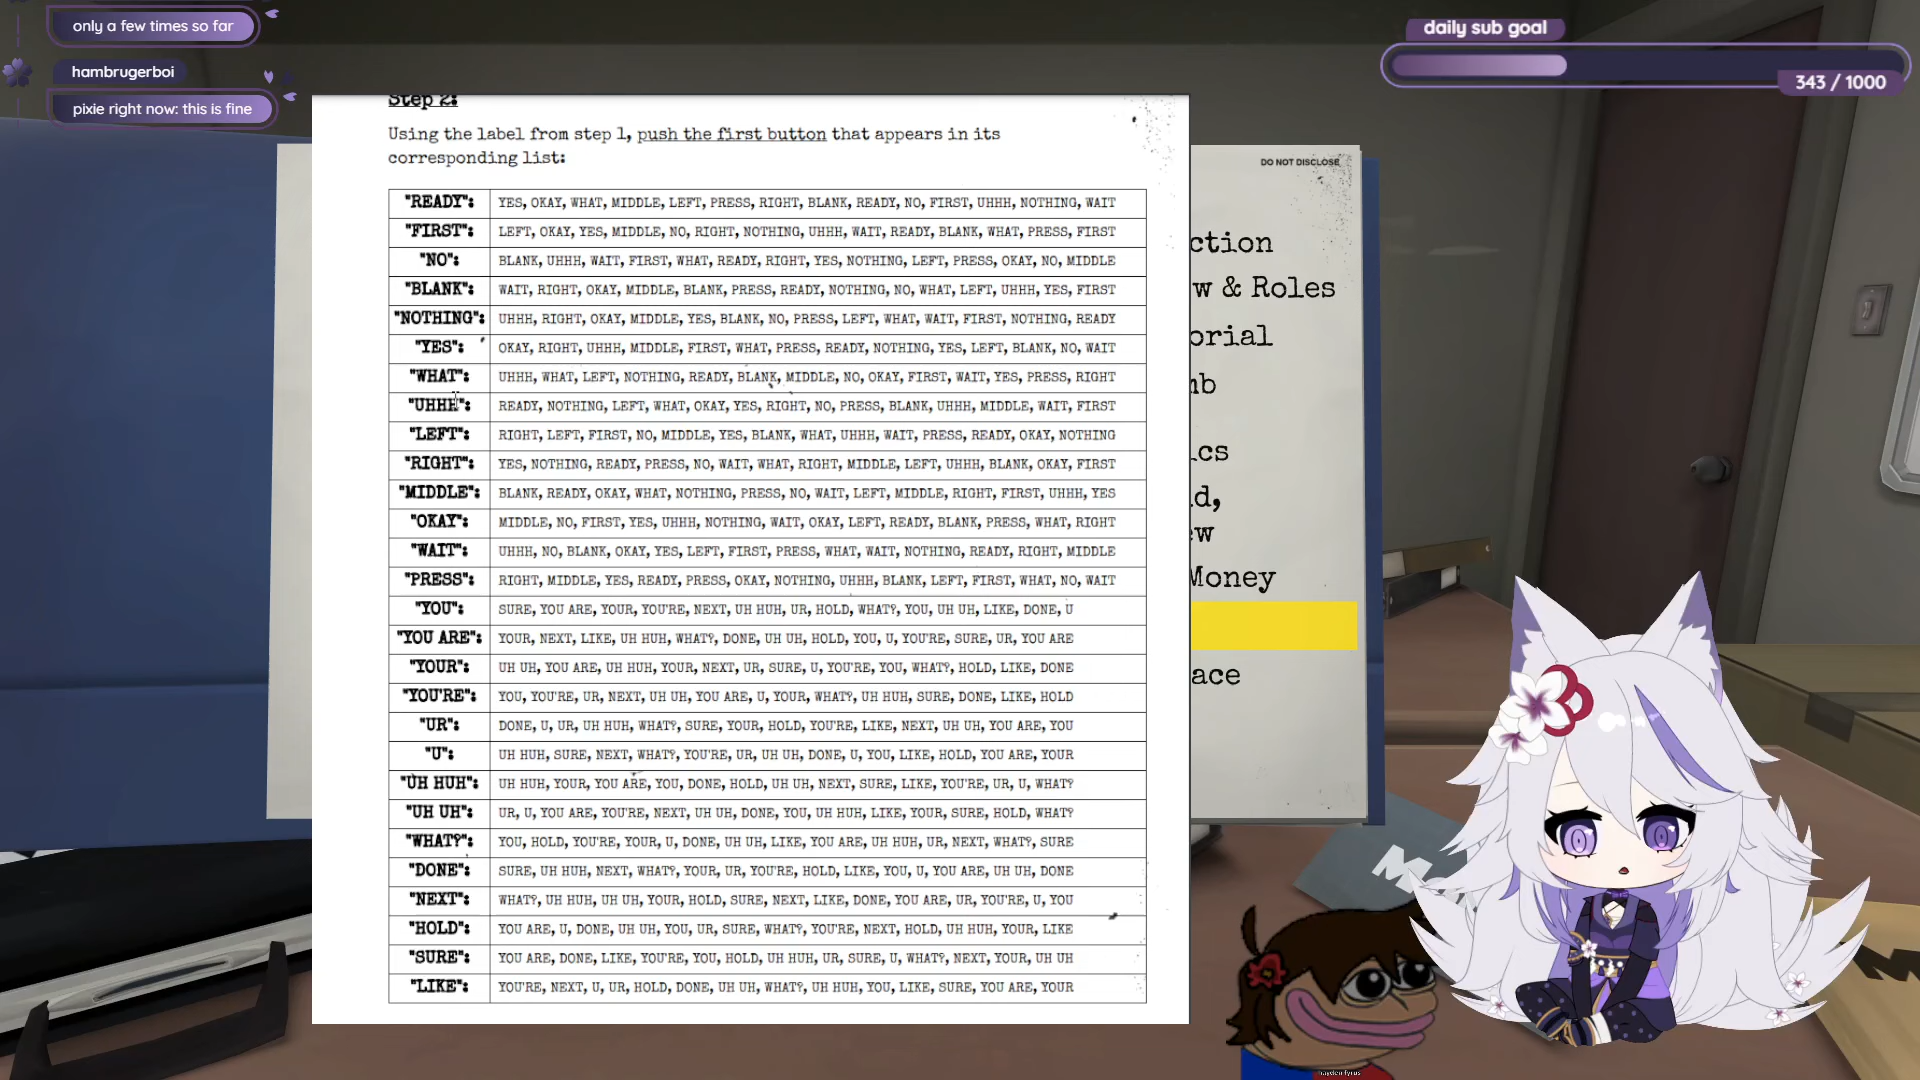 only a few times so far
hambrugerboi
pixie right now: this is fine
daily sub goal
343 / 1000
Step 2:
Using the label from step 1, push the first button that appears in its
corresponding list:
"READY": YES, OKAY, WHAT, MIDDLE, LEFT, PRESS, RIGHT, BLANK, READY, NO, FIRST, UHHH, NOTHING, WAIT
"FIRST": LEFT, OKAY, YES, MIDDLE, NO, RIGHT, NOTHING, UHHH, WAIT, READY, BLANK, WHAT, PRESS, FIRST
"NO": BLANK, UHHH, WAIT, FIRST, WHAT, READY, RIGHT, YES, NOTHING, LEFT, PRESS, OKAY, NO, MIDDLE
"BLANK": WAIT, RIGHT, OKAY, MIDDLE, BLANK, PRESS, READY, NOTHING, NO, WHAT, LEFT, UHHH, YES, FIRST
"NOTHING": UHHH, RIGHT, OKAY, MIDDLE, YES, BLANK, NO, PRESS, LEFT, WHAT, WAIT, FIRST, NOTHING, READY
"YES": OKAY, RIGHT, UHHH, MIDDLE, FIRST, WHAT, PRESS, READY, NOTHING, YES, LEFT, BLANK, NO, WAIT
"WHAT": UHHH, WHAT, LEFT, NOTHING, READY, BLANK, MIDDLE, NO, OKAY, FIRST, WAIT, YES, PRESS, RIGHT
"UHHH": READY, NOTHING, LEFT, WHAT, OKAY, YES, RIGHT, NO, PRESS, BLANK, UHHH, MIDDLE, WAIT, FIRST
"LEFT": RIGHT, LEFT, FIRST, NO, MIDDLE, YES, BLANK, WHAT, UHHH, WAIT, PRESS, READY, OKAY, NOTHING
"RIGHT": YES, NOTHING, READY, PRESS, NO, WAIT, WHAT, RIGHT, MIDDLE, LEFT, UHHH, BLANK, OKAY, FIRST
"MIDDLE": BLANK, READY, OKAY, WHAT, NOTHING, PRESS, NO, WAIT, LEFT, MIDDLE, RIGHT, FIRST, UHHH, YES
"OKAY": MIDDLE, NO, FIRST, YES, UHHH, NOTHING, WAIT, OKAY, LEFT, READY, BLANK, PRESS, WHAT, RIGHT
"WAIT": UHHH, NO, BLANK, OKAY, YES, LEFT, FIRST, PRESS, WHAT, WAIT, NOTHING, READY, RIGHT, MIDDLE
"PRESS": RIGHT, MIDDLE, YES, READY, PRESS, OKAY, NOTHING, UHHH, BLANK, LEFT, FIRST, WHAT, NO, WAIT
"YOU": SURE, YOU ARE, YOUR, YOU'RE, NEXT, UH HUH, UR, HOLD, WHAT?, YOU, UH UH, LIKE, DONE, U
"YOU ARE": YOUR, NEXT, LIKE, UH HUH, WHAT?, DONE, UH UH, HOLD, YOU, U, YOU'RE, SURE, UR, YOU ARE
"YOUR": UH UH, YOU ARE, UH HUH, YOUR, NEXT, UR, SURE, U, YOU'RE, YOU, WHAT?, HOLD, LIKE, DONE
"YOU'RE": YOU, YOU'RE, UR, NEXT, UH UH, YOU ARE, U, YOUR, WHAT?, UH HUH, SURE, DONE, LIKE, HOLD
"UR": DONE, U, UR, UH HUH, WHAT?, SURE, YOUR, HOLD, YOU'RE, LIKE, NEXT, UH UH, YOU ARE, YOU
"U": UH HUH, SURE, NEXT, WHAT?, YOU'RE, UR, UH UH, DONE, U, YOU, LIKE, HOLD, YOU ARE, YOUR
"UH HUH": UH HUH, YOUR, YOU ARE, YOU, DONE, HOLD, UH UH, NEXT, SURE, LIKE, YOU'RE, UR, U, WHAT?
"UH UH": UR, U, YOU ARE, YOU'RE, NEXT, UH UH, DONE, YOU, UH HUH, LIKE, YOUR, SURE, HOLD, WHAT?
"WHAT?": YOU, HOLD, YOU'RE, YOUR, U, DONE, UH UH, LIKE, YOU ARE, UH HUH, UR, NEXT, WHAT?, SURE
"DONE": SURE, UH HUH, NEXT, WHAT?, YOUR, UR, YOU'RE, HOLD, LIKE, YOU, U, YOU ARE, UH UH, DONE
"NEXT": WHAT?, UH HUH, UH UH, YOUR, HOLD, SURE, NEXT, LIKE, DONE, YOU ARE, UR, YOU'RE, U, YOU
"HOLD": YOU ARE, U, DONE, UH UH, YOU, UR, SURE, WHAT?, YOU'RE, NEXT, HOLD, UH HUH, YOUR, LIKE
"SURE": YOU ARE, DONE, LIKE, YOU'RE, YOU, HOLD, UH HUH, UR, SURE, U, WHAT?, NEXT, YOUR, UH UH
"LIKE": YOU'RE, NEXT, U, UR, HOLD, DONE, UH UH, WHAT?, UH HUH, YOU, LIKE, SURE, YOU ARE, YOUR
DO NOT DISCLOSE
ction
w & Roles
orial
mb
ics
d,
ew
Money
ace